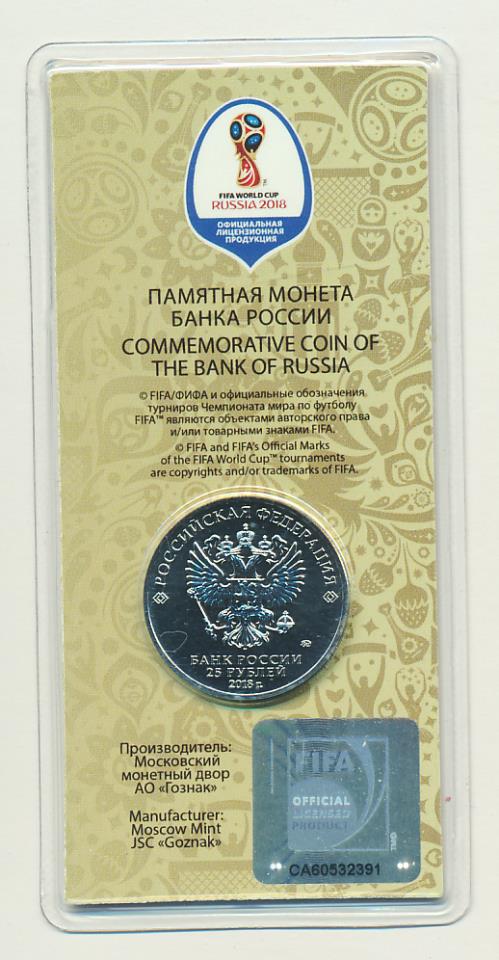 FIFA WORLD CUP
RUSSIA 2018
ОФИЦИАЛЬНАЯ
ЛИЦЕНЗИОННАЯ
ПРОДУКЦИЯ
ПАМЯТНАЯ МОНЕТА
БАНКА РОССИИ
COMMEMORATIVE COIN OF
THE BANK OF RUSSIA
© FIFA/ФИФА и официальные обозначения
турниров Чемпионата мира по футболу
FIFA™ являются объектами авторского права
и/или товарными знаками FIFA.
© FIFA and FIFA's Official Marks
of the FIFA World Cup™ tournaments
are copyrights and/or trademarks of FIFA.
РОССИЙСКАЯ ФЕДЕРАЦИЯ
БАНК РОССИИ
25 РУБЛЕЙ
2018 г.
Производитель:
Московский
монетный двор
АО «Гознак»
Manufacturer:
Moscow Mint
JSC «Goznak»
FIFA
OFFICIAL
LICENSED
PRODUCT
CA60532391